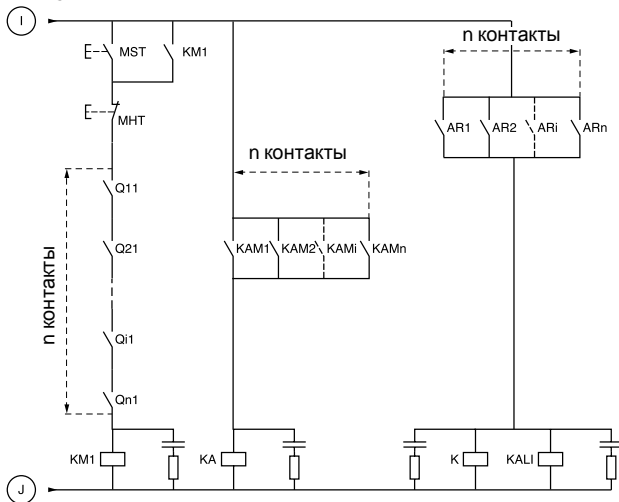 I
MST
KM1
n контакты
MHT
AR1
AR2
ARi
ARn
n контакты
Q11
n контакты
Q21
KAM1
KAM2
KAMi
KAMn
Qi1
Qn1
KM1
KA
K
KALI
J